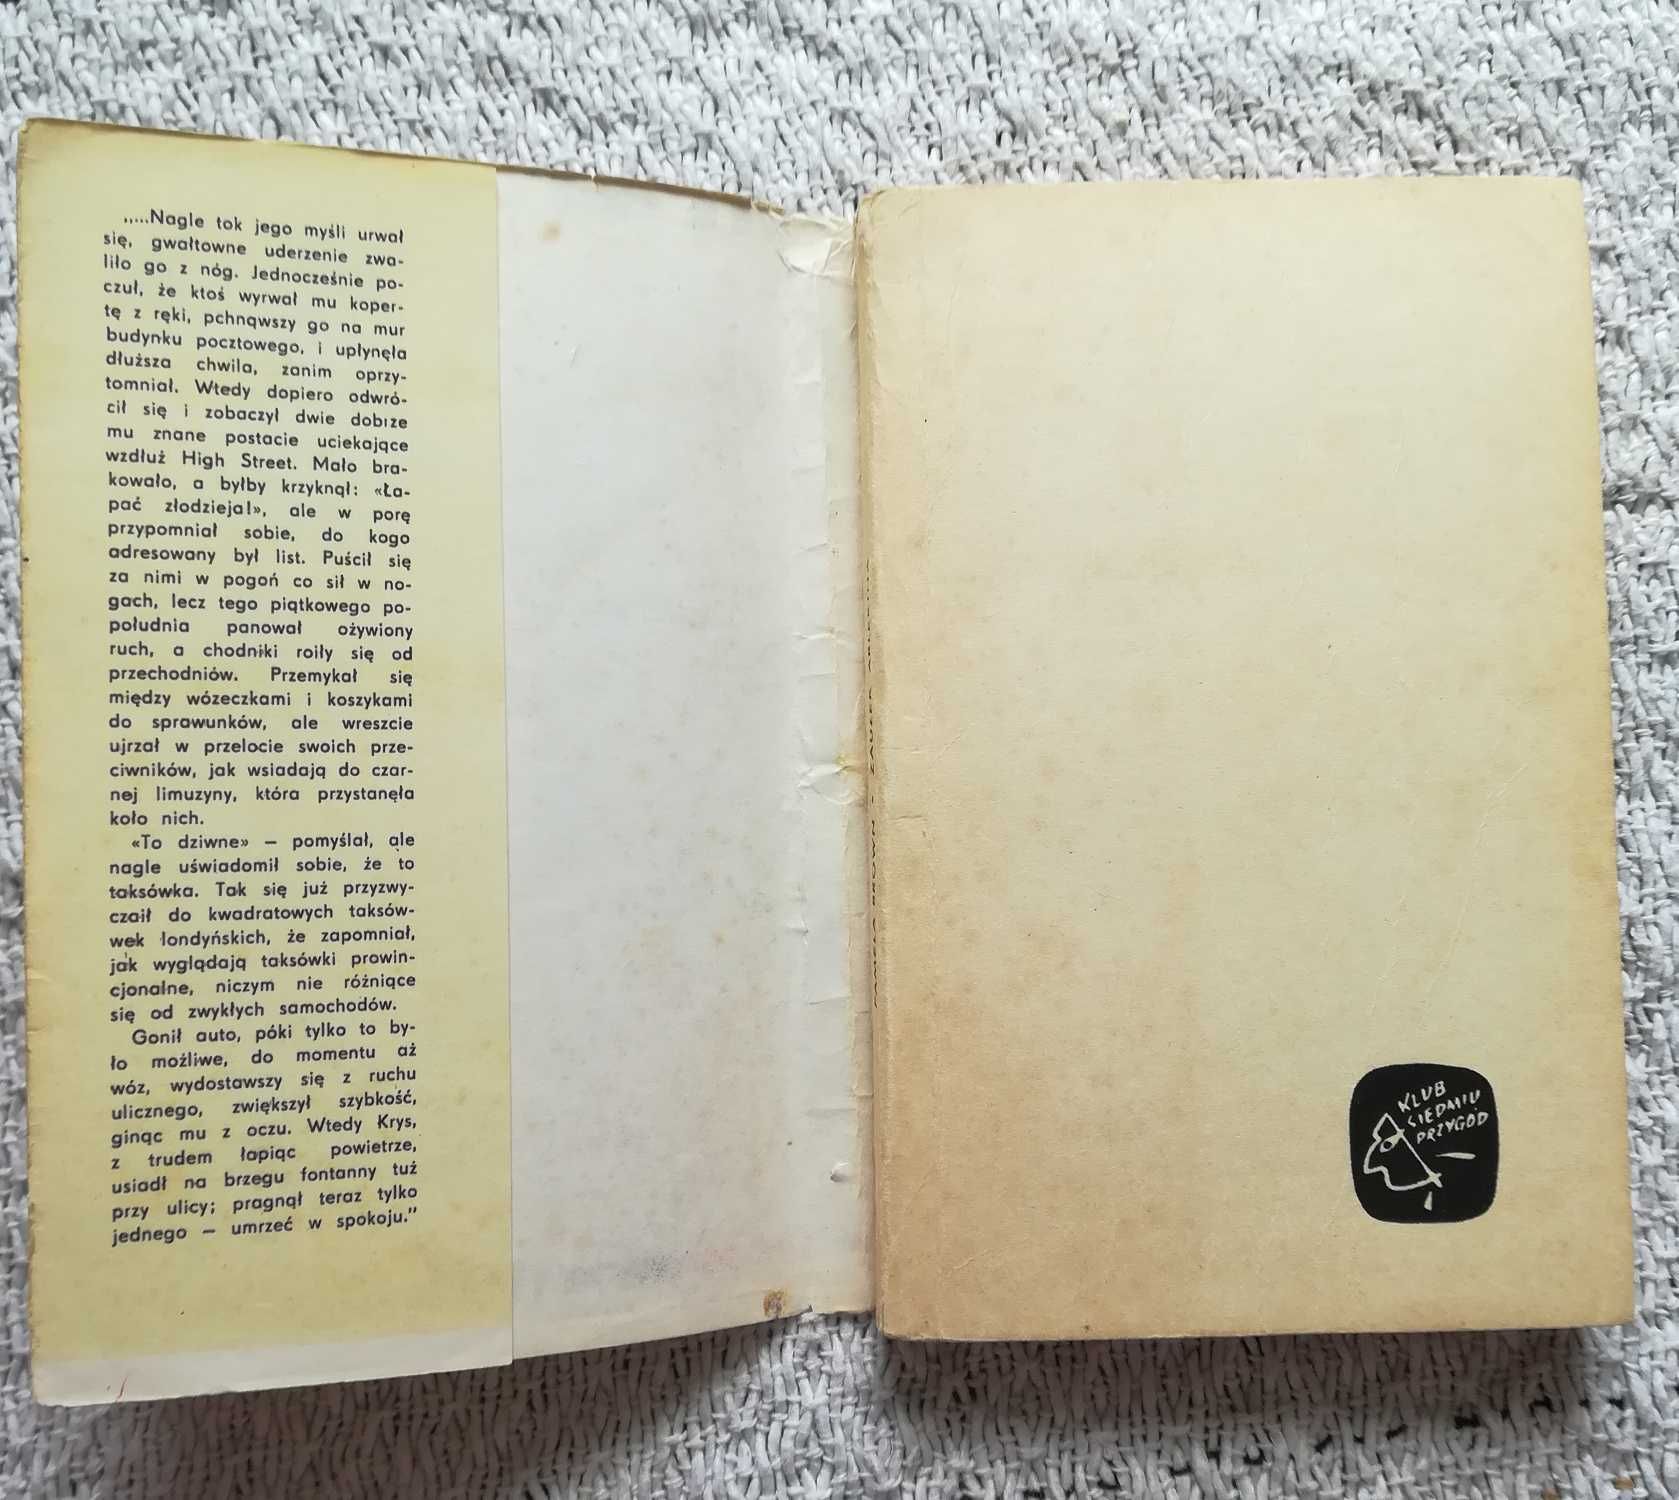 „...Nagle tok jego myśli urwał
się, gwałtowne uderzenie zwa-
liło go z nóg. Jednocześnie po-
czuł, że ktoś wyrwał mu koper-
tę z ręki, pchnąwszy go na mur
budynku pocztowego, i upłynęła
dłuższa chwila, zanim oprzy-
tomniał. Wtedy dopiero odwró-
cił się i zobaczył dwie dobrze
mu znane postacie uciekające
wzdłuż High Street. Mało bra-
kowało, a byłby krzyknął: «Ła-
pać złodzieja!», ale w porę
przypomniał sobie, do kogo
adresowany był list. Puścił się
za nimi w pogoń co sił w no-
gach, lecz tego piątkowego po-
południa panował ożywiony
ruch, a chodniki roiły się od
przechodniów. Przemykał się
między wózeczkami i koszykami
do sprawunków, ale wreszcie
ujrzał w przelocie swoich prze-
ciwników, jak wsiadają do czar-
nej limuzyny, która przystanęła
koło nich.
«To dziwne» — pomyślał, ale
nagle uświadomił sobie, że to
taksówka. Tak się już przyzwy-
czaił do kwadratowych taksów-
wek londyńskich, że zapomniał,
jak wyglądają taksówki prowin-
cjonalne, niczym nie różniące
się od zwykłych samochodów.
Gonił auto, póki tylko to by-
ło możliwe, do momentu aż
wóz, wydostawszy się z ruchu
ulicznego, zwiększył szybkość,
ginąc mu z oczu. Wtedy Krys,
z trudem łapiąc powietrze,
usiadł na brzegu fontanny tuż
przy ulicy; pragnął teraz tylko
jednego — umrzeć w spokoju."
KLUB
SIEDMIU
PRZYGÓD